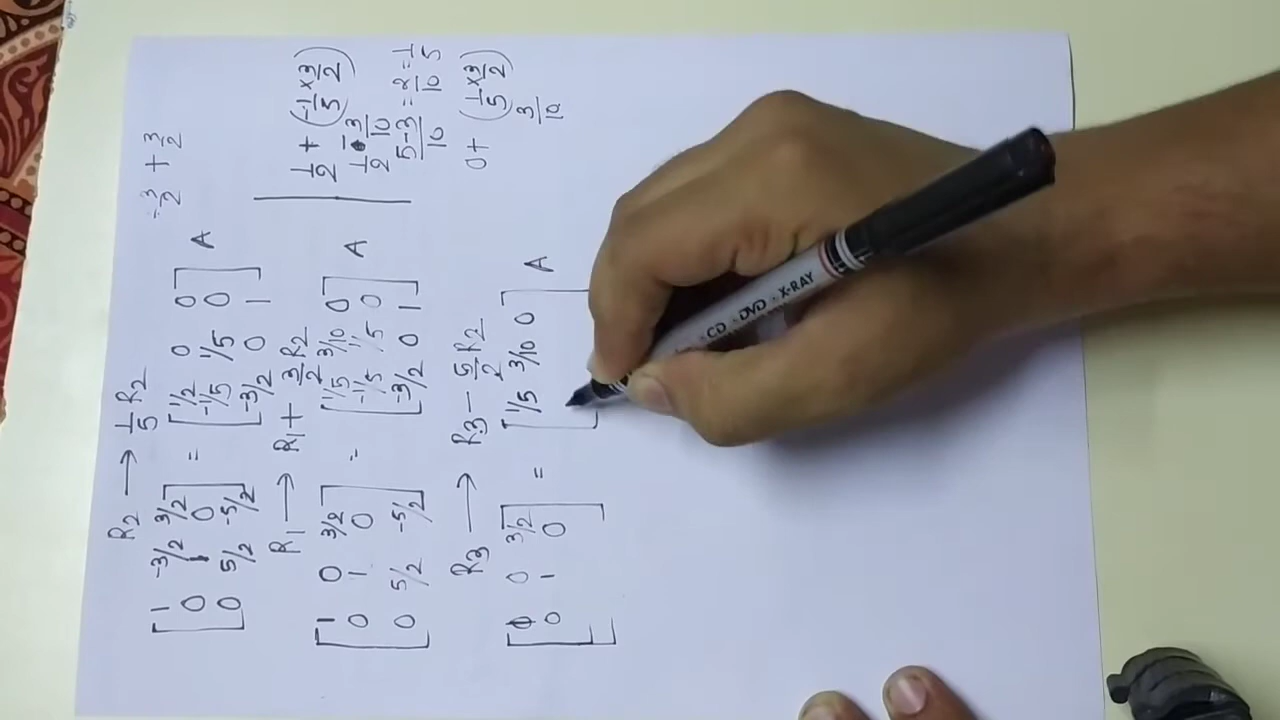 R2 → 1/5 R2
[1 -3/2 3/2] = [1/2 0 0] A
[0 1 0] [-1/5 1/5 0]
[0 5/2 -5/2] [-3/2 0 1]
-3/2 + 3/2
R1 → R1 + 3/2 R2
[1 0 3/2] = [1/5 3/10 0] A
[0 1 0] [-1/5 1/5 0]
[0 5/2 -5/2] [-3/2 0 1]
1/2 + (-1/5 × 3/2)
1/2 - 3/10
5-3/10 = 2/10 = 1/5
0 + (1/5 × 3/2)
3/10
R3 → R3 - 5/2 R2
[0 3/2] = [1/5 3/10 0] A
[0 1 0]
CD · DVD · X-RAY